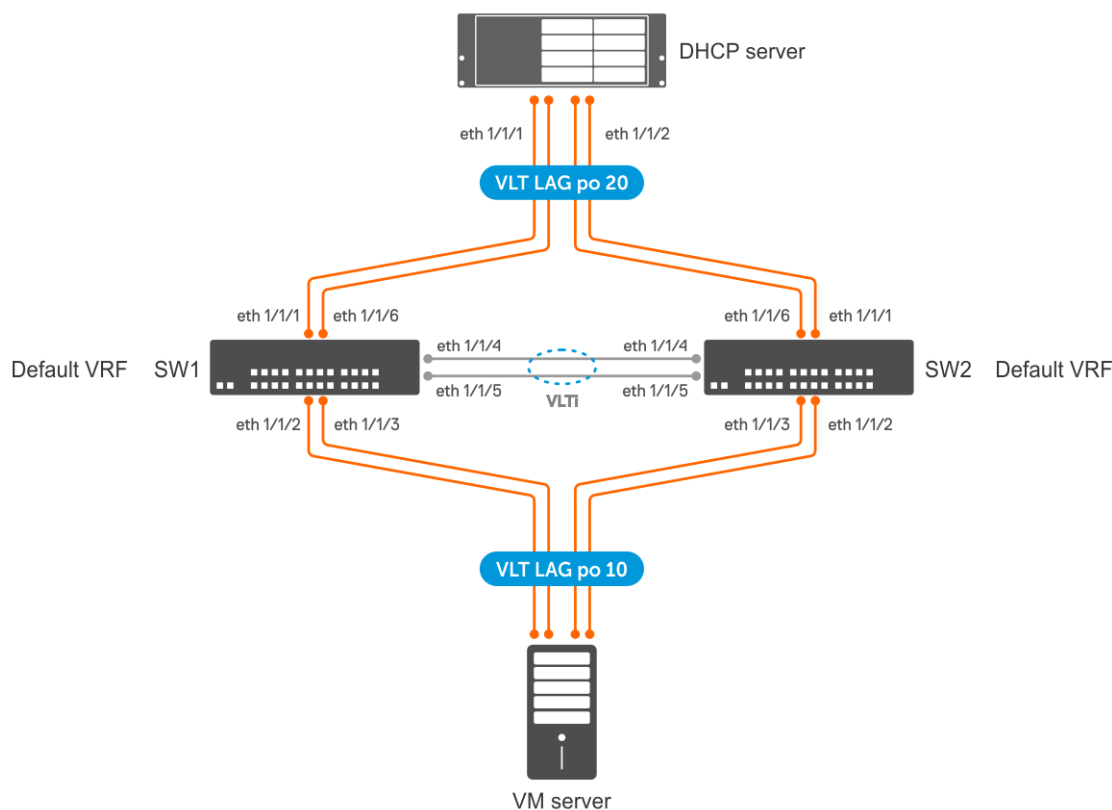 DHCP server
eth 1/1/1
eth 1/1/2
VLT LAG po 20
eth 1/1/1
eth 1/1/6
eth 1/1/6
eth 1/1/1
Default VRF
SW1
eth 1/1/4
eth 1/1/4
SW2
Default VRF
eth 1/1/5
eth 1/1/5
VLTi
eth 1/1/2
eth 1/1/3
eth 1/1/3
eth 1/1/2
VLT LAG po 10
VM server